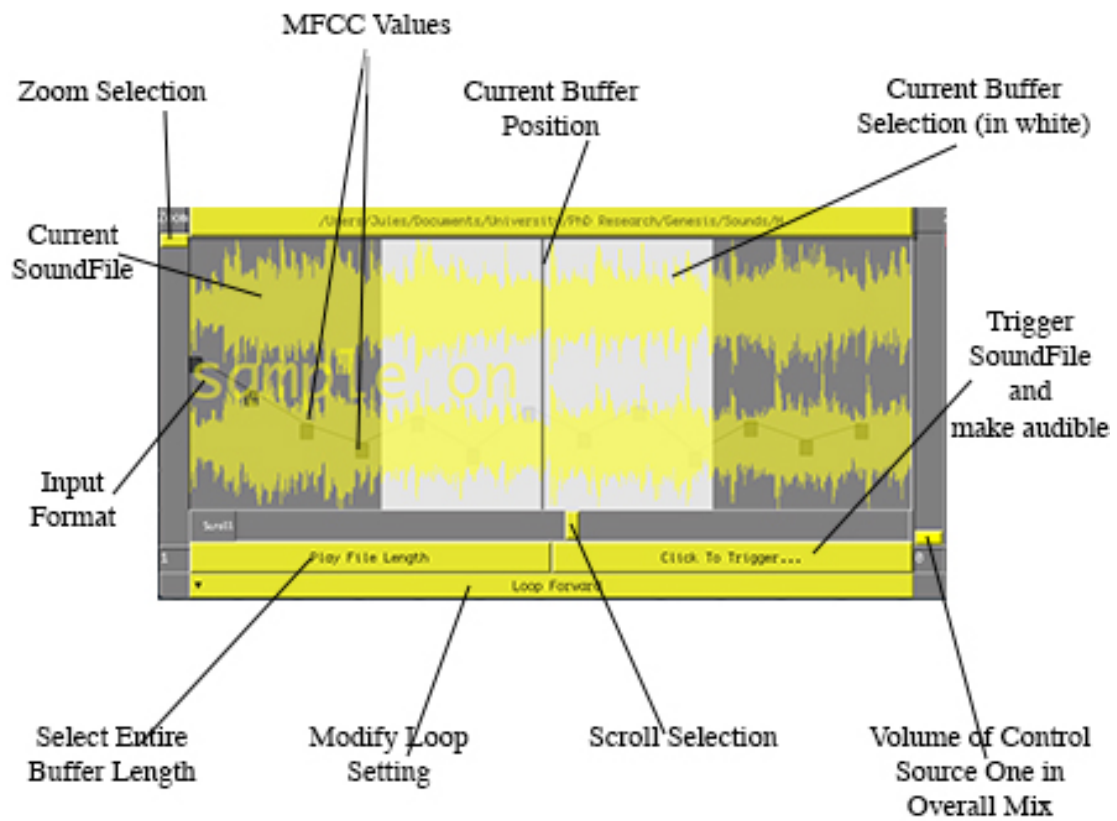 MFCC Values
Zoom Selection
Current Buffer
Position
Current Buffer
Selection (in white)
Zoom
/Users/Jules/Documents/University/PhD Research/Genesis/Sounds/M
Current
SoundFile
sample on
Trigger
SoundFile
and
make audible
Input
Format
Scroll
1
Play File Length
Click To Trigger...
0
Loop Forward
Select Entire
Buffer Length
Modify Loop
Setting
Scroll Selection
Volume of Control
Source One in
Overall Mix